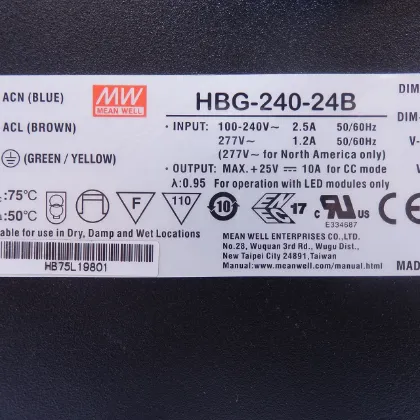 ACN (BLUE)
MW
MEAN WELL
HBG-240-24B
DIM
ACL (BROWN)
• INPUT: 100-240V~ 2.5A 50/60Hz
DIM-
277V~ 1.2A 50/60Hz
V-
(GREEN / YELLOW)
(277V~ for North America only)
• OUTPUT: MAX.+25V ⎓ 10A for CC mode
:75℃
λ:0.95 For operation with LED modules only
:50℃
F
110
10
17
c UL us
CE
E334687
able for use in Dry, Damp and Wet Locations
MEAN WELL ENTERPRISES CO.,LTD.
No.28, Wuquan 3rd Rd., Wugu Dist.,
New Taipei City 24891, Taiwan
HB75L19801
Manual:www.meanwell.com/manual.html
MAD